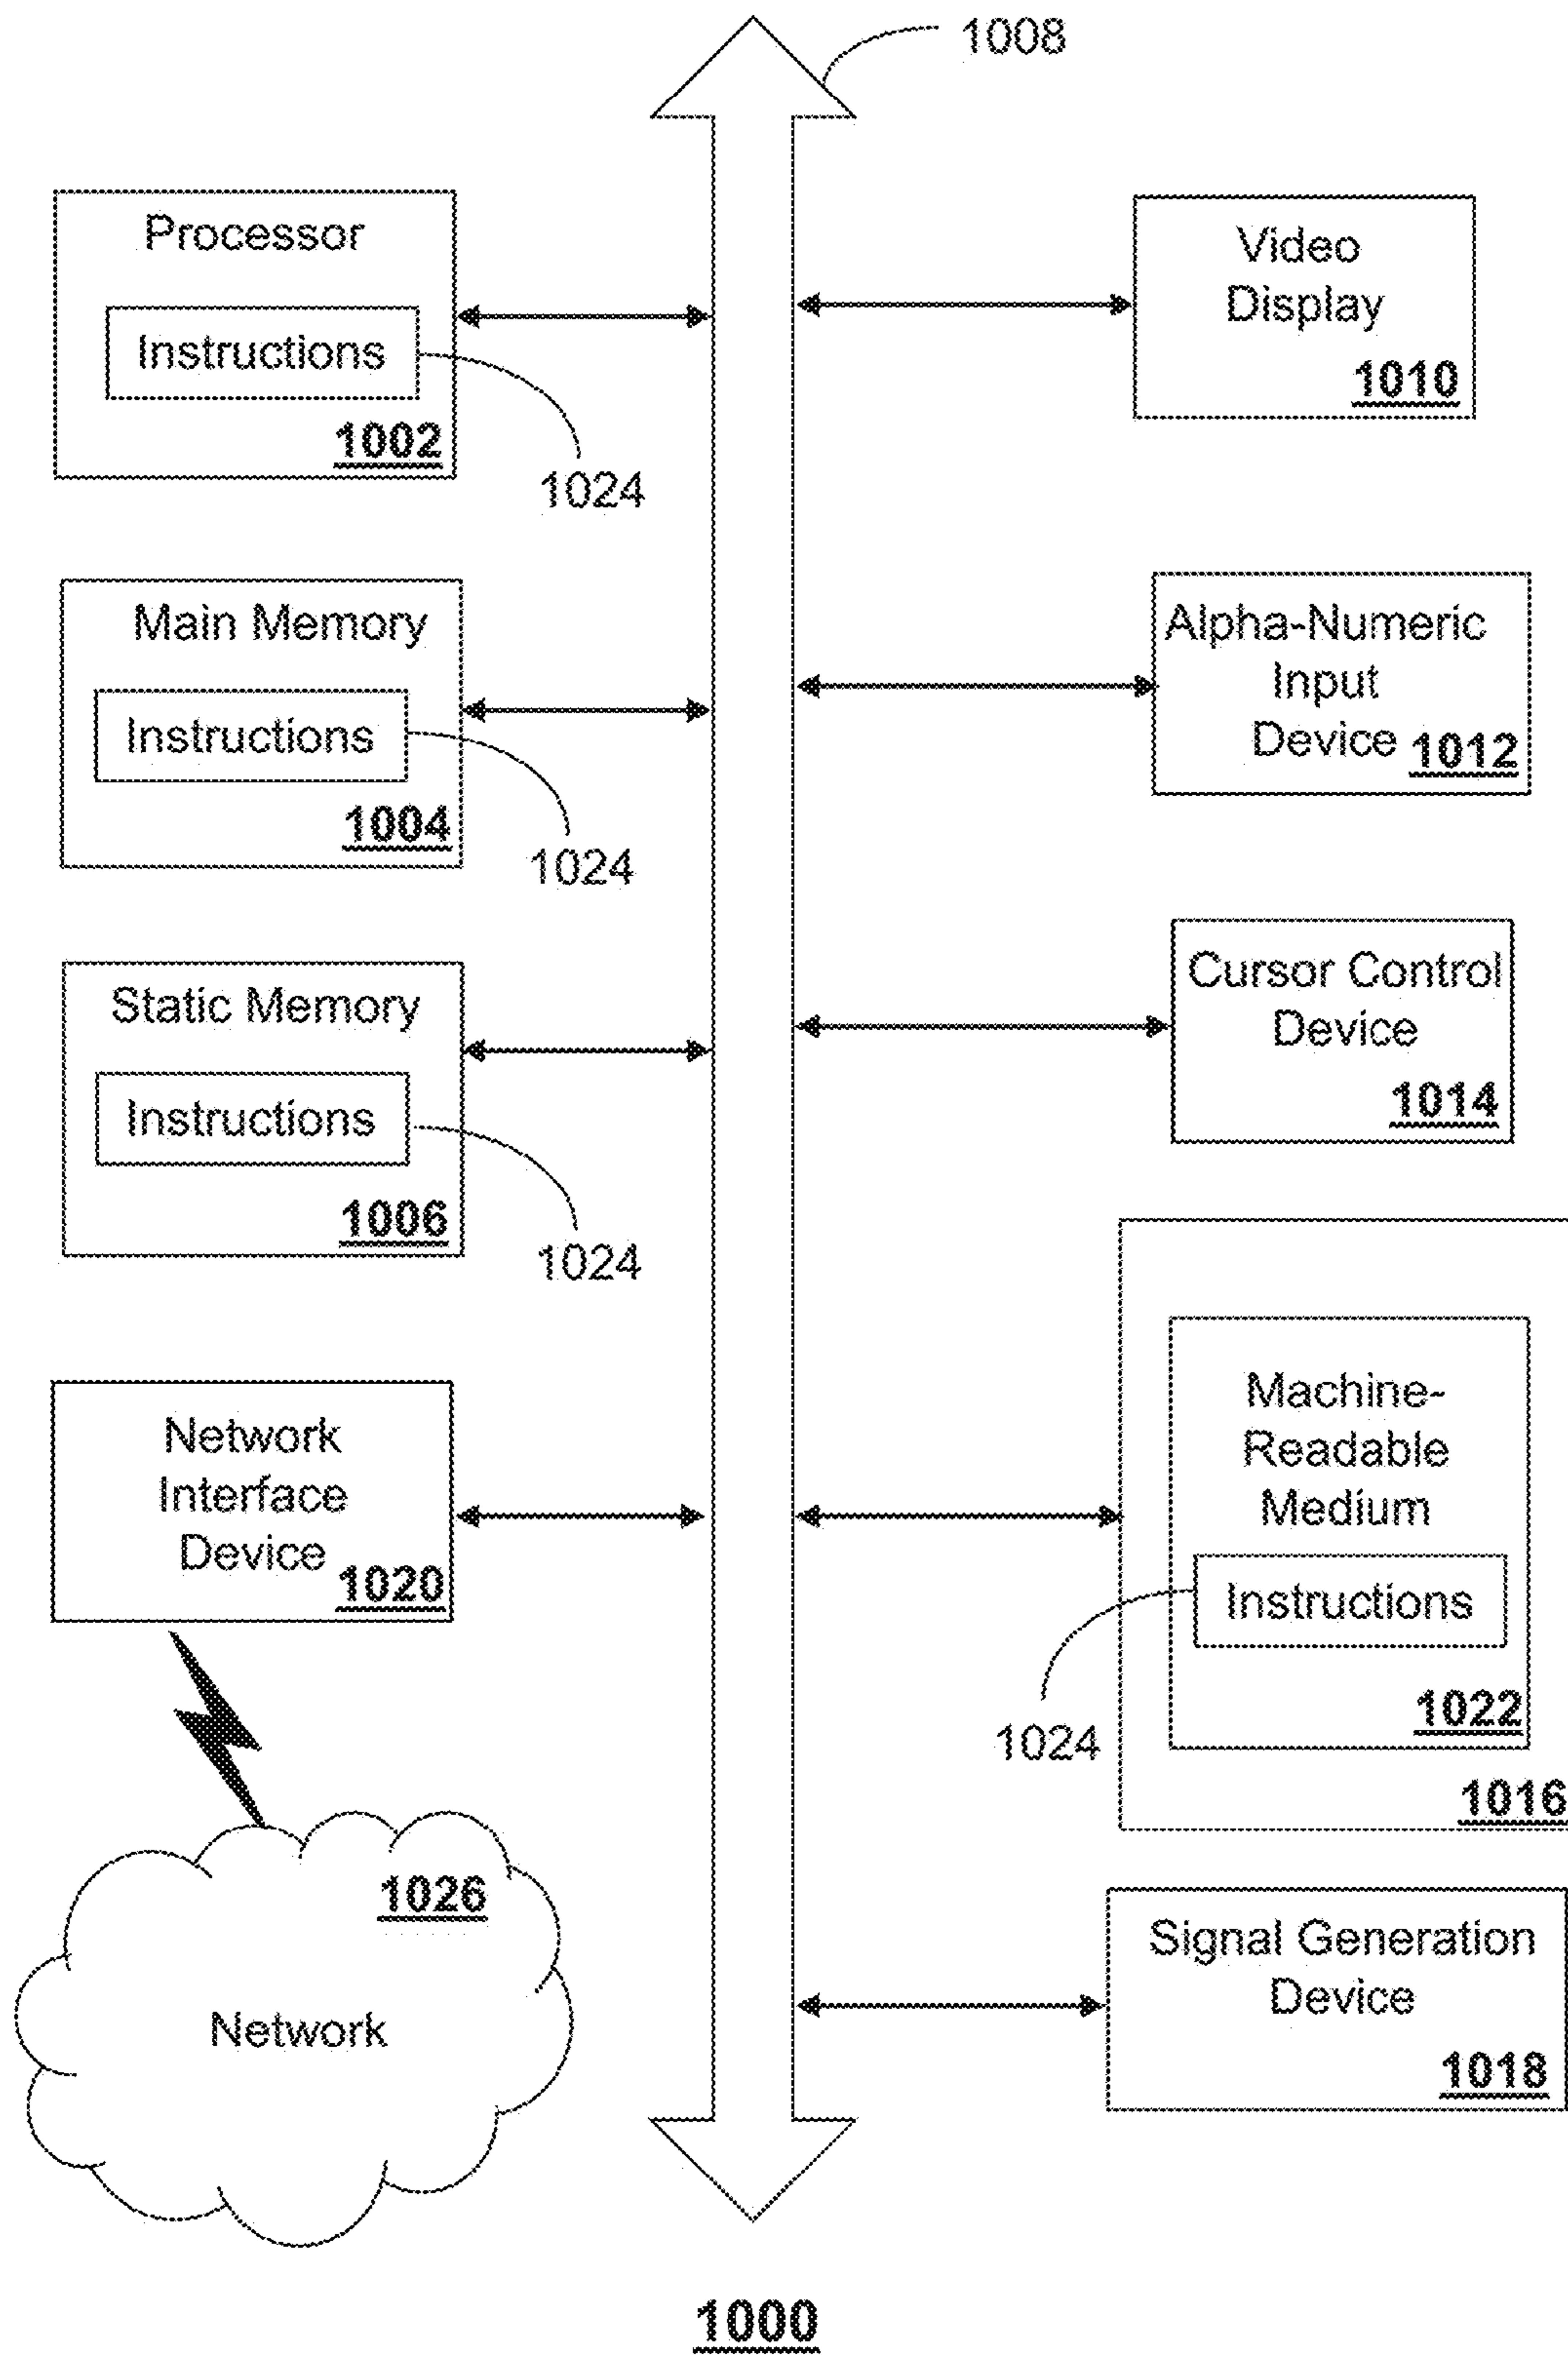 1008
Processor
Instructions
1002
1024
Main Memory
Instructions
1004
1024
Static Memory
Instructions
1006
1024
Network
Interface
Device
1020
1026
Network
Video
Display
1010
Alpha-Numeric
Input
Device
1012
Cursor Control
Device
1014
Machine-
Readable
Medium
Instructions
1024
1022
1016
Signal Generation
Device
1018
1000